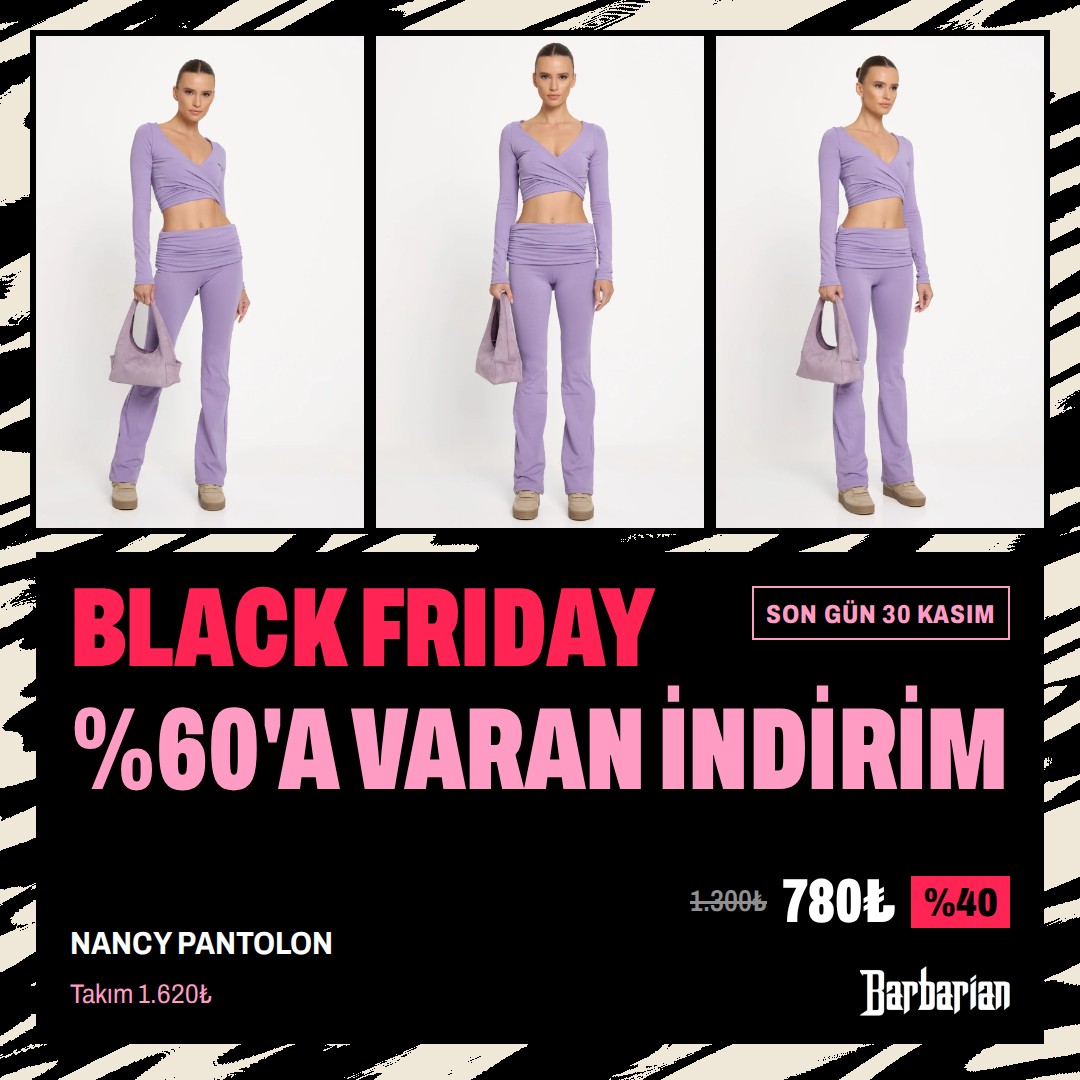 BLACK FRIDAY
SON GÜN 30 KASIM
%60'A VARAN İNDİRİM
1.300₺ 780₺ %40
NANCY PANTOLON
Takım 1.620₺
Barbarian